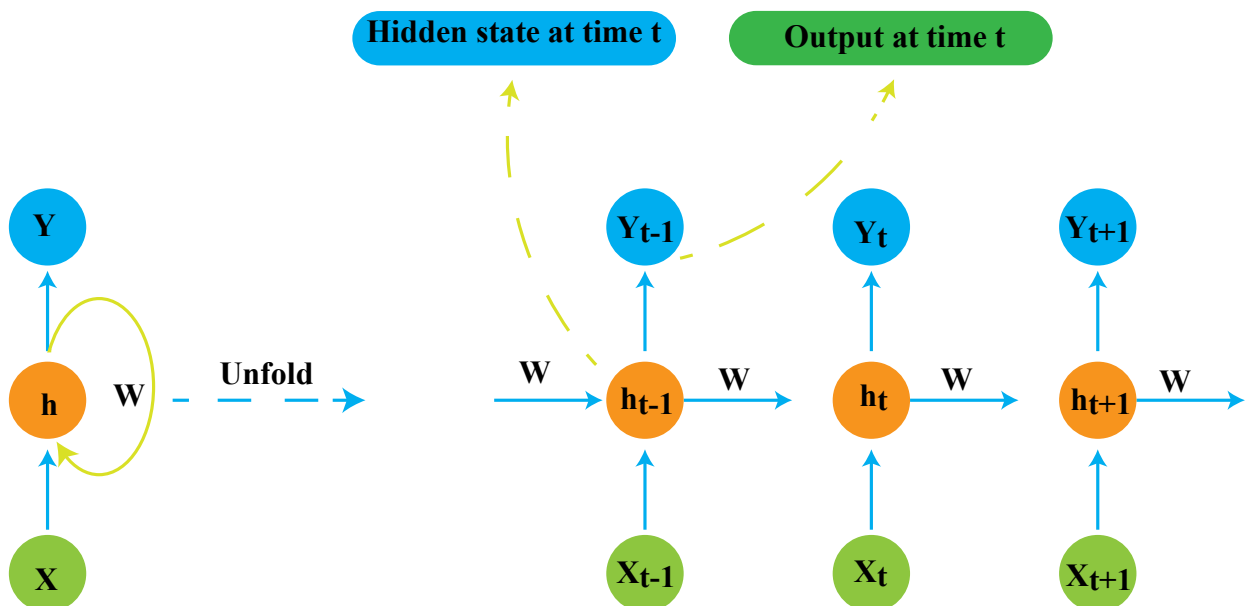 Hidden state at time t
Output at time t
Y
Yt-1
Yt
Yt+1
Unfold
W
W
W
W
W
h
ht-1
ht
ht+1
X
Xt-1
Xt
Xt+1